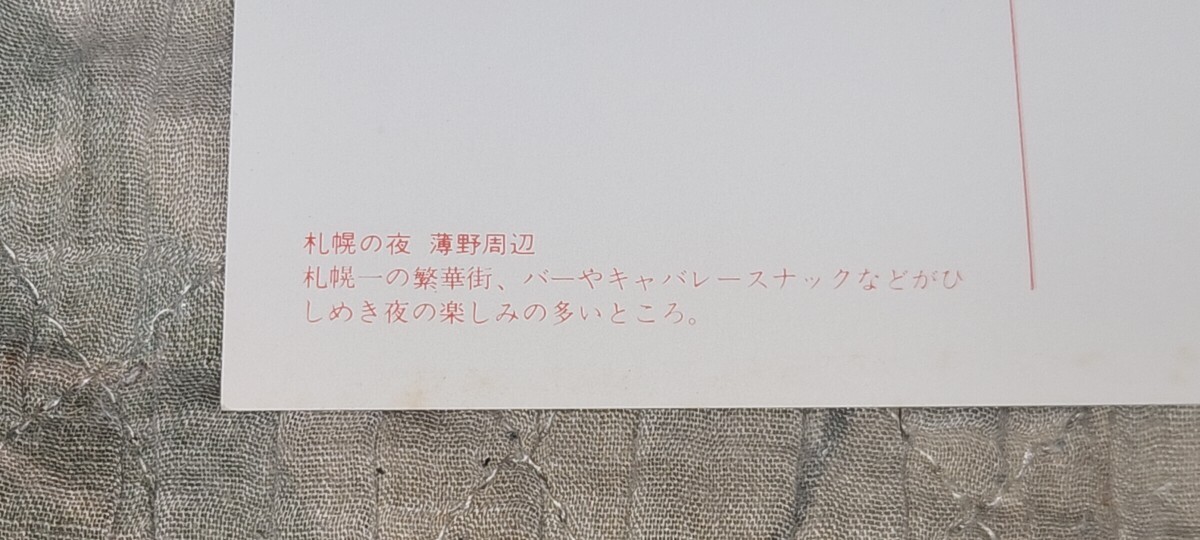 札幌の夜 薄野周辺
札幌一の繁華街、バーやキャバレースナックなどがひ
しめき夜の楽しみの多いところ。